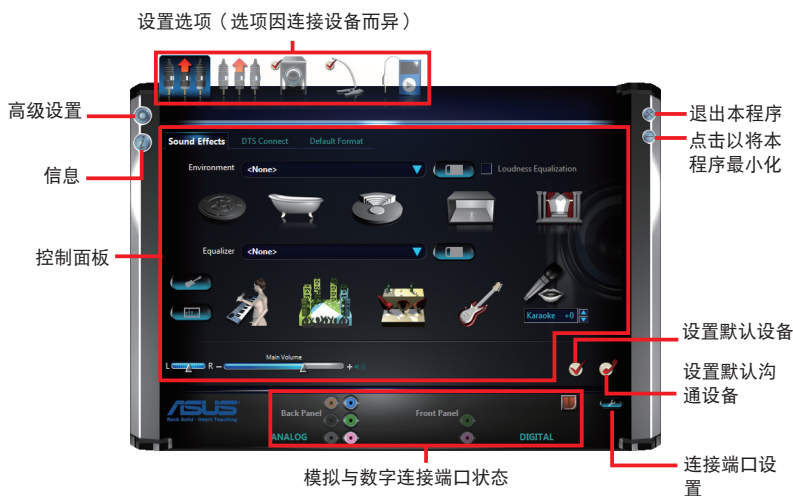 设置选项（选项因连接设备而异）
高级设置
信息
控制面板
退出本程序
点击以将本
程序最小化
Sound Effects
DTS Connect
Default Format
Environment
<None>
Loudness Equalization
Equalizer
<None>
Karaoke +0
Main Volume
L
R
设置默认设备
设置默认沟
通设备
ASUS
Rock Solid · Heart Touching
Back Panel
Front Panel
ANALOG
DIGITAL
模拟与数字连接端口状态
连接端口设
置